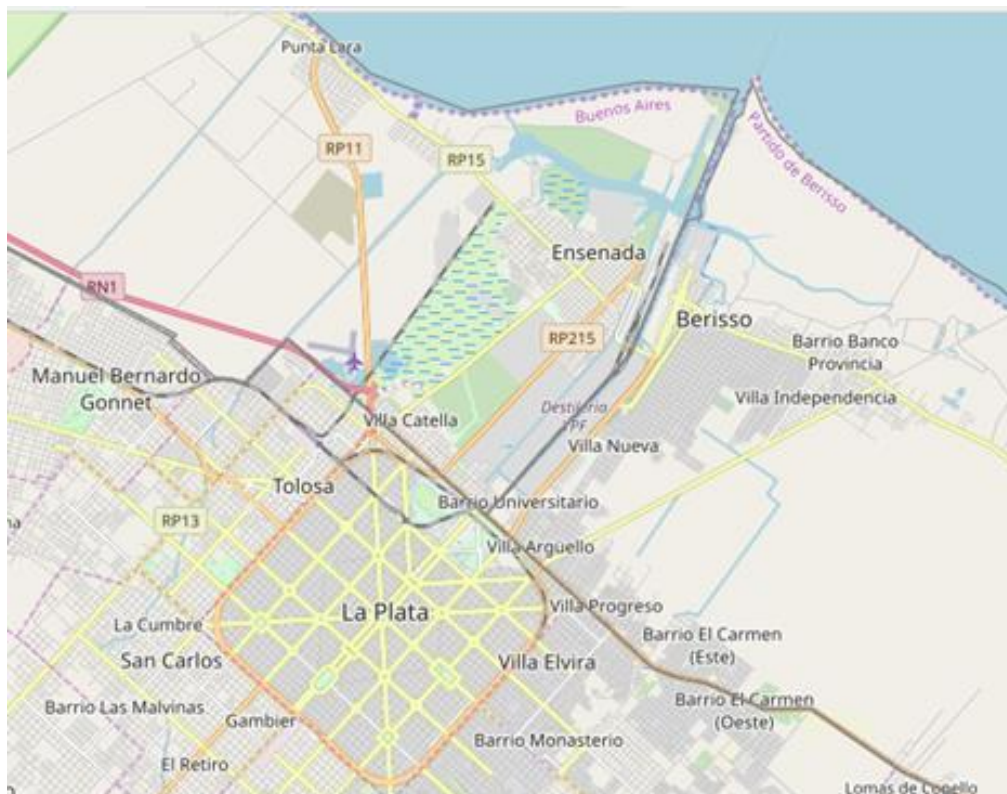 Punta Lara
Buenos Aires
Partido de Berisso
RP11
RP15
Ensenada
RN1
Berisso
RP215
Barrio Banco
Provincia
Manuel Bernardo
Gonnet
Villa Independencia
Villa Catella
Destilería
YPF
Villa Nueva
Tolosa
Barrio Universitario
RP13
Villa Argüello
La Plata
Villa Progreso
La Cumbre
Barrio El Carmen
(Este)
San Carlos
Villa Elvira
Barrio Las Malvinas
Barrio El Carmen
(Oeste)
Gambier
Barrio Monasterio
El Retiro
Lomas de Copello